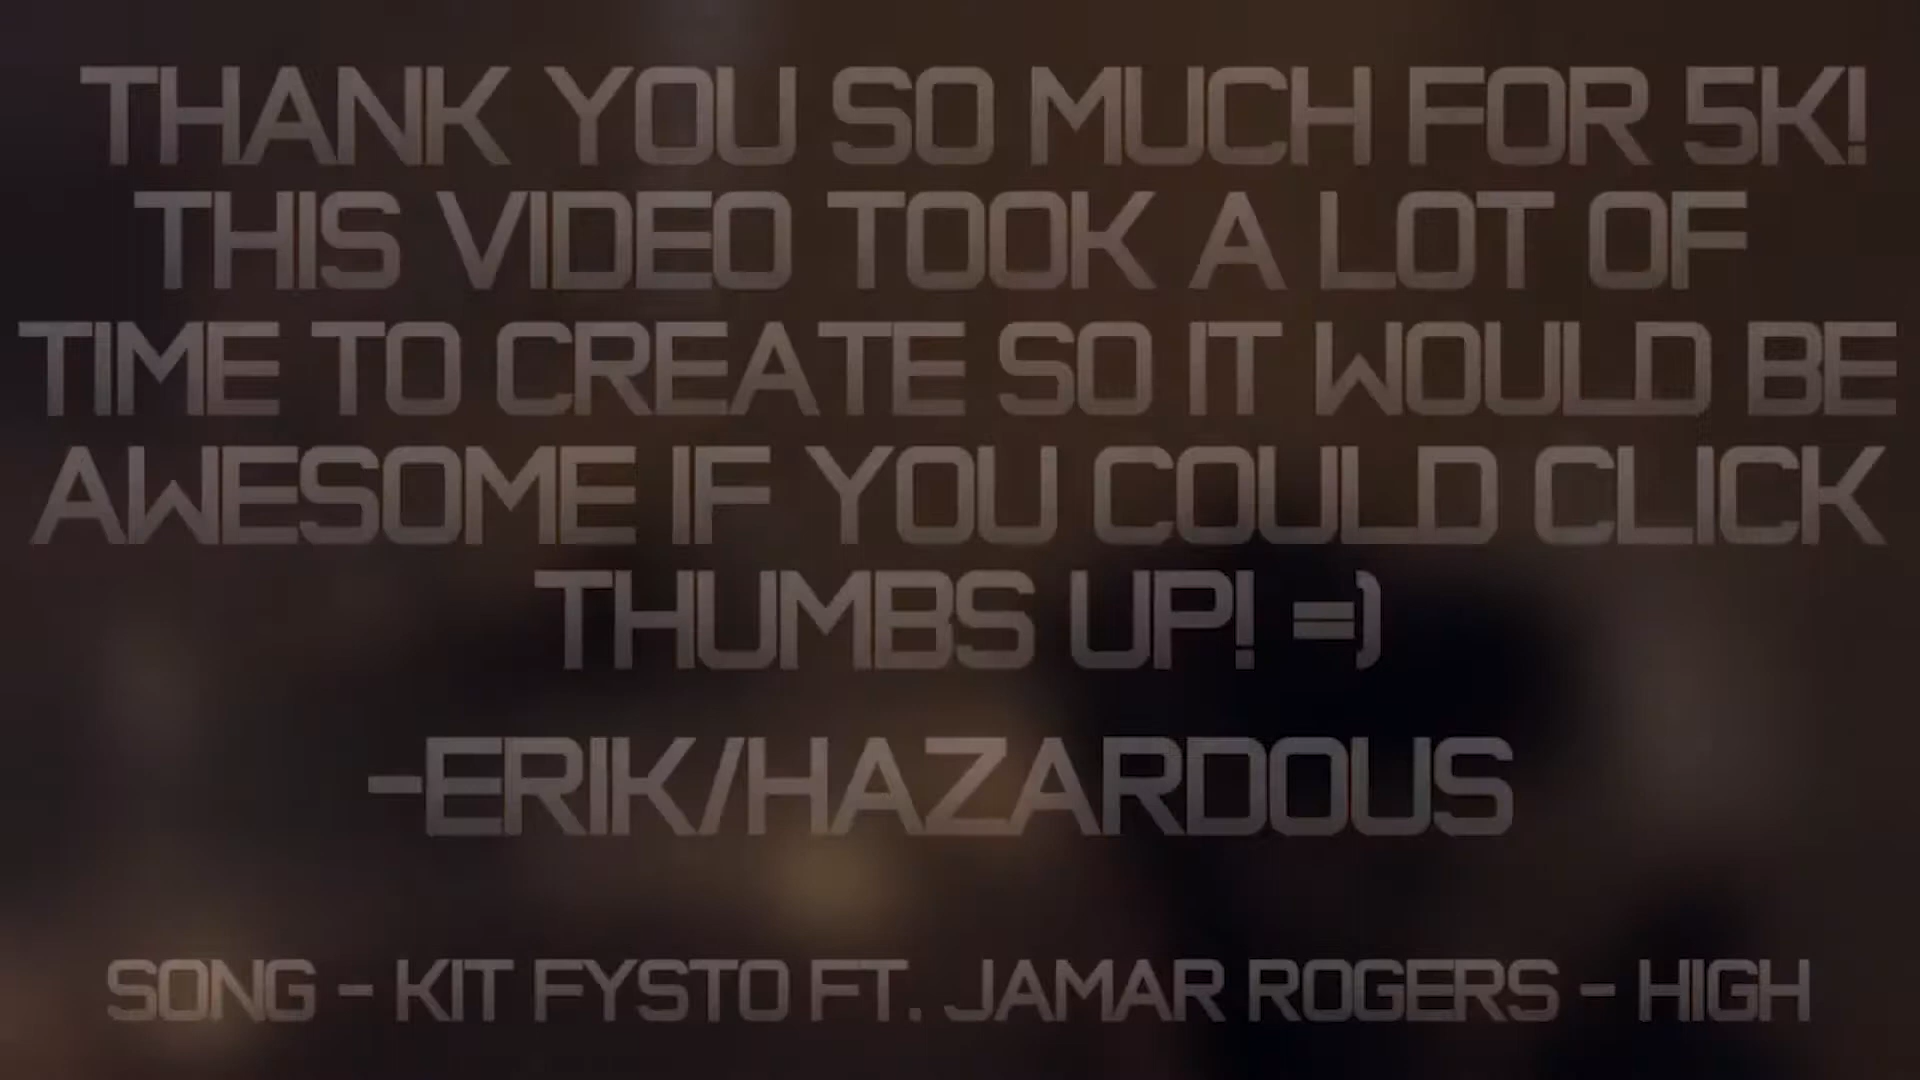 THANK YOU SO MUCH FOR 5K!
THIS VIDEO TOOK A LOT OF
TIME TO CREATE SO IT WOULD BE
AWESOME IF YOU COULD CLICK
THUMBS UP! =)
-ERIK/HAZARDOUS
SONG - KIT FYSTO FT. JAMAR ROGERS - HIGH